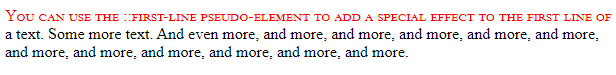 You can use the ::first-line pseudo-element to add a special effect to the first line of
a text. Some more text. And even more, and more, and more, and more, and more, and more,
and more, and more, and more, and more, and more, and more.